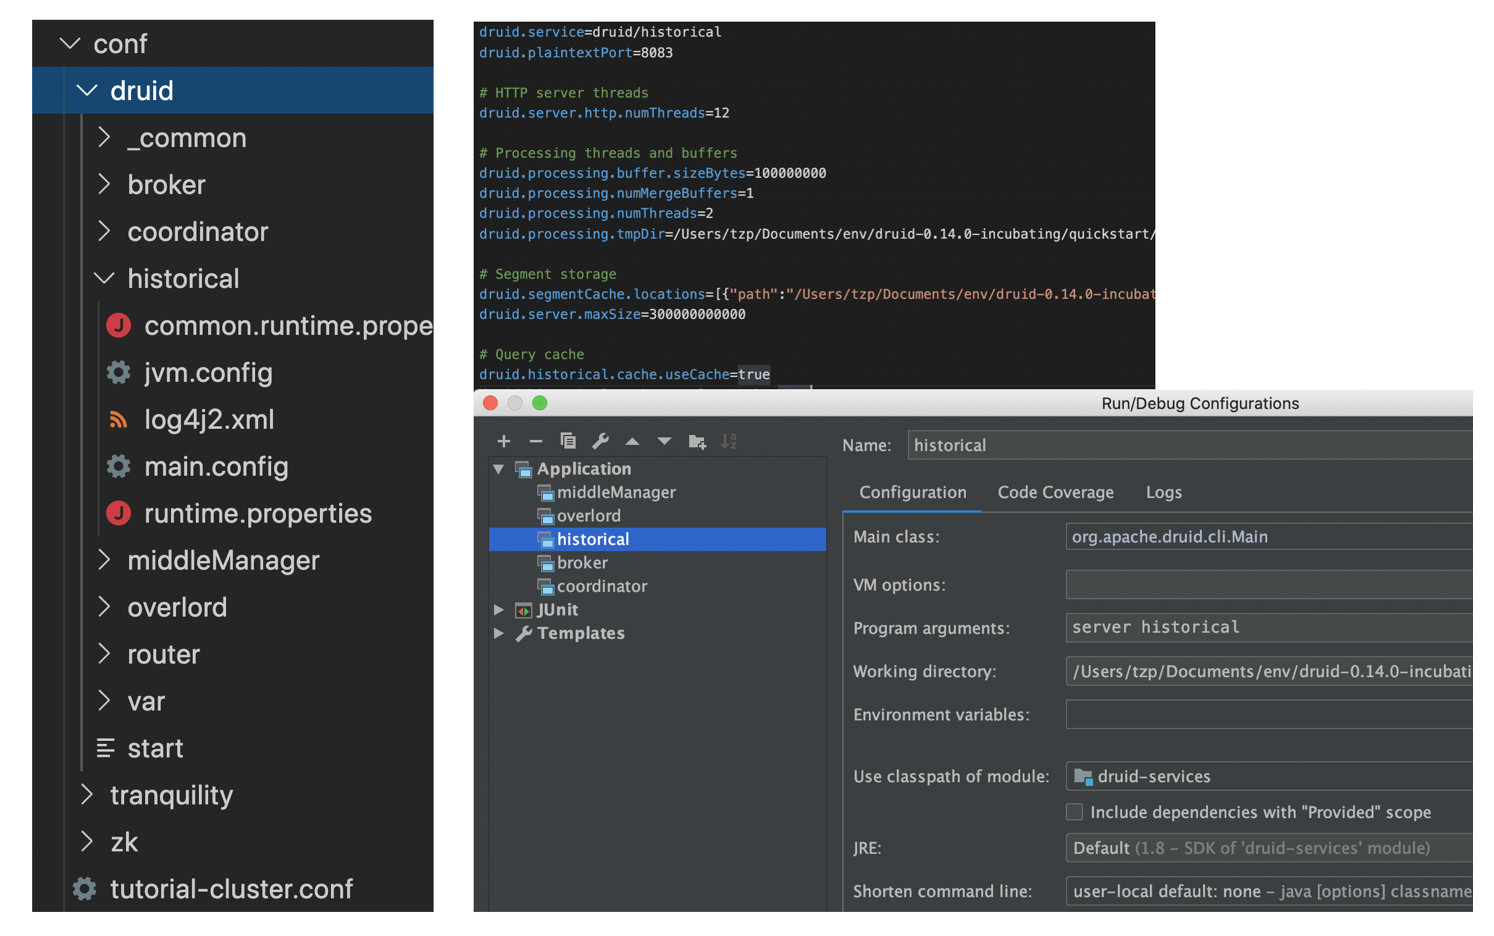 conf
druid
_common
broker
coordinator
historical
common.runtime.prope
jvm.config
log4j2.xml
main.config
runtime.properties
middleManager
overlord
router
var
start
tranquility
zk
tutorial-cluster.conf
druid.service=druid/historical
druid.plaintextPort=8083
# HTTP server threads
druid.server.http.numThreads=12
# Processing threads and buffers
druid.processing.buffer.sizeBytes=100000000
druid.processing.numMergeBuffers=1
druid.processing.numThreads=2
druid.processing.tmpDir=/Users/tzp/Documents/env/druid-0.14.0-incubating/quickstart/
# Segment storage
druid.segmentCache.locations=[{"path":"/Users/tzp/Documents/env/druid-0.14.0-incubat
druid.server.maxSize=300000000000
# Query cache
druid.historical.cache.useCache=true
Run/Debug Configurations
Application
middleManager
overlord
historical
broker
coordinator
JUnit
Templates
Name: historical
Configuration Code Coverage Logs
Main class: org.apache.druid.cli.Main
VM options:
Program arguments: server historical
Working directory: /Users/tzp/Documents/env/druid-0.14.0-incubati
Environment variables:
Use classpath of module: druid-services
Include dependencies with "Provided" scope
JRE: Default (1.8 – SDK of 'druid-services' module)
Shorten command line: user-local default: none – java [options] classname